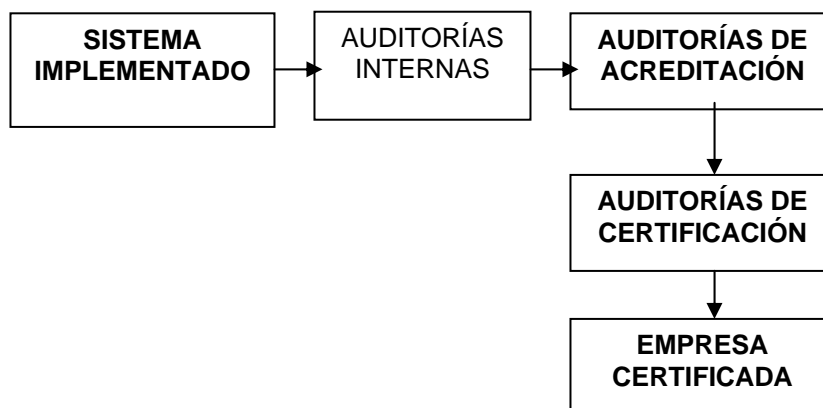 SISTEMA
IMPLEMENTADO
AUDITORÍAS
INTERNAS
AUDITORÍAS DE
ACREDITACIÓN
AUDITORÍAS DE
CERTIFICACIÓN
EMPRESA
CERTIFICADA